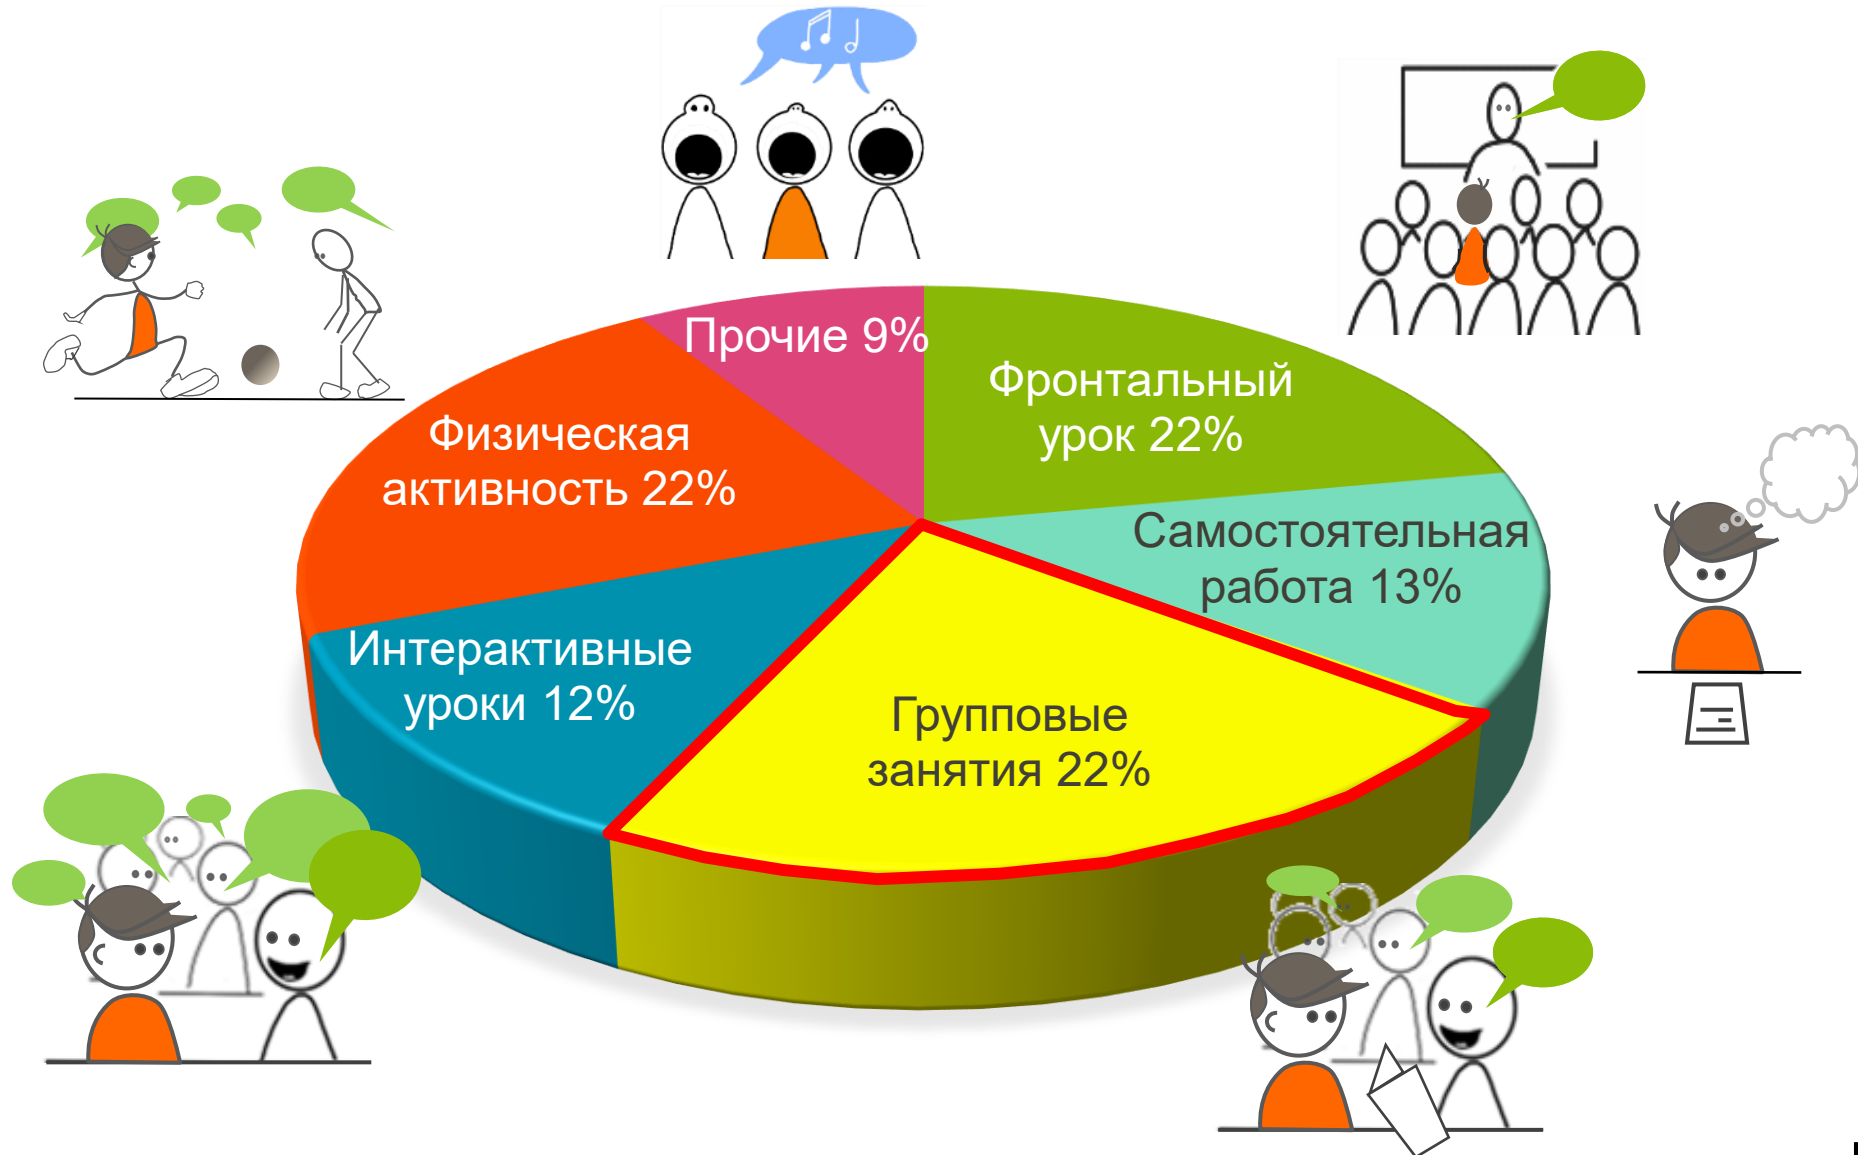 Прочие 9%
Фронтальный
урок 22%
Физическая
активность 22%
Самостоятельная
работа 13%
Интерактивные
уроки 12%
Групповые
занятия 22%